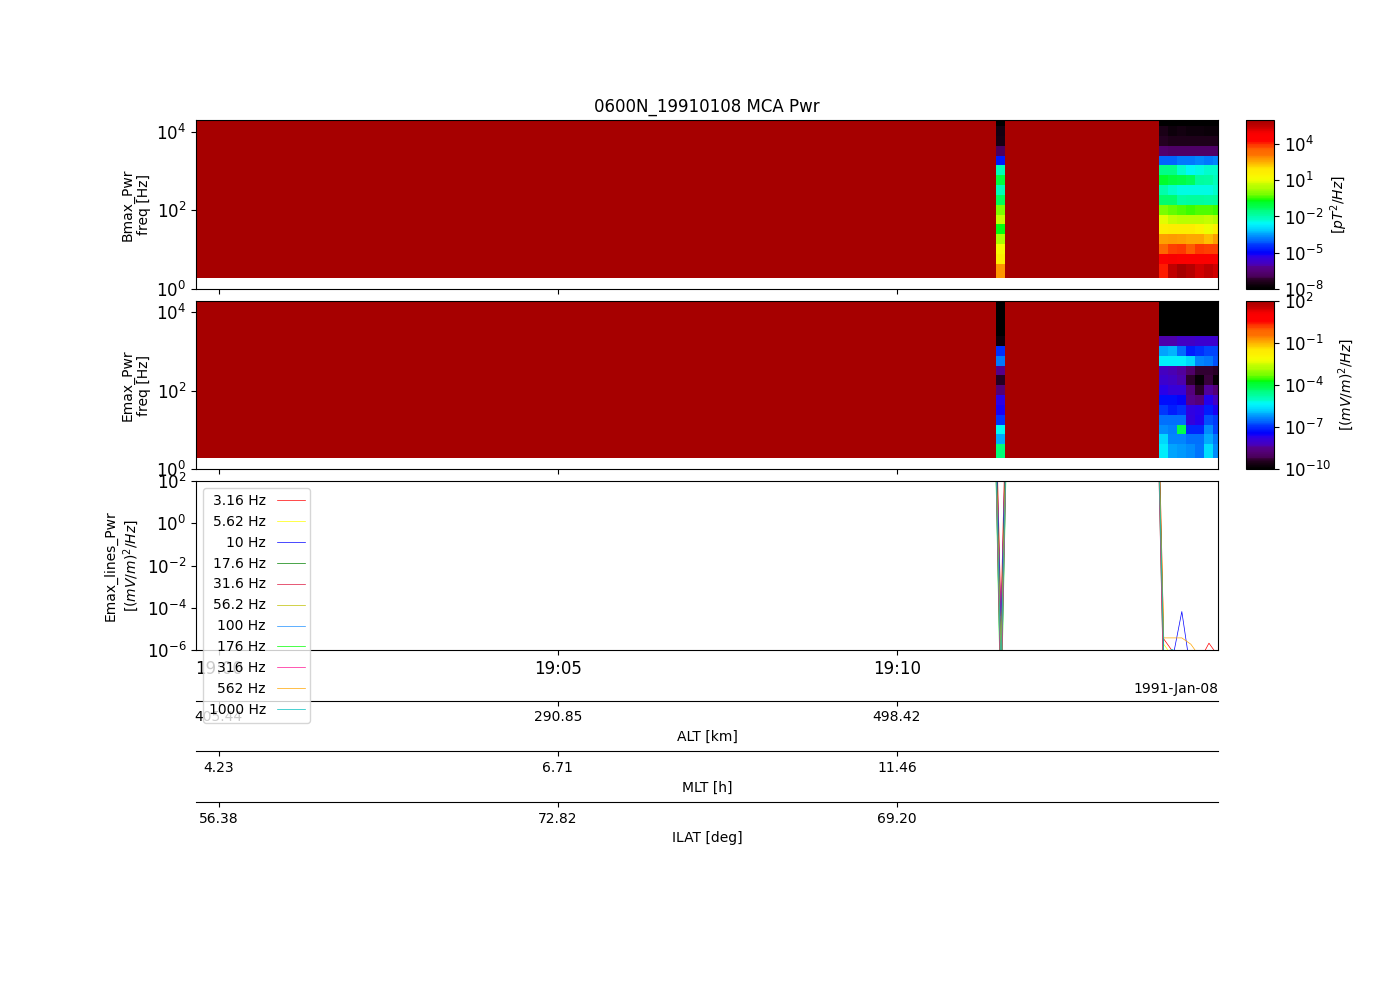 0600N_19910108 MCA Pwr
Bmax_Pwr
freq [Hz]
10^4
10^2
10^0
10^4
10^1
10^-2
10^-5
10^-8
[pT^2/Hz]
Emax_Pwr
freq [Hz]
10^4
10^2
10^0
10^2
10^-1
10^-4
10^-7
10^-10
[(mV/m)^2/Hz]
Emax_lines_Pwr
[(mV/m)^2/Hz]
10^2
10^0
10^-2
10^-4
10^-6
3.16 Hz
5.62 Hz
10 Hz
17.6 Hz
31.6 Hz
56.2 Hz
100 Hz
176 Hz
316 Hz
562 Hz
1000 Hz
19:05 19:10
1991-Jan-08
290.85 498.42
ALT [km]
4.23 6.71 11.46
MLT [h]
56.38 72.82 69.20
ILAT [deg]